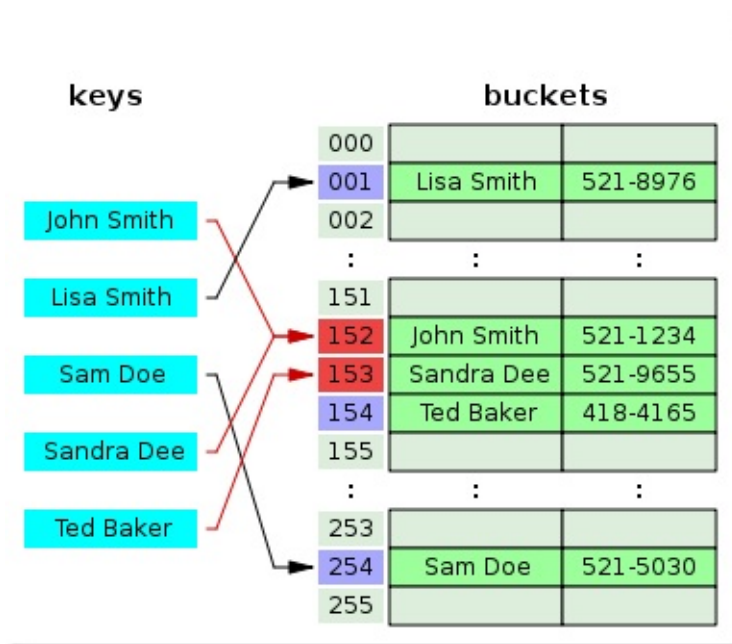 keys
buckets
John Smith
Lisa Smith
Sam Doe
Sandra Dee
Ted Baker
000
001 Lisa Smith 521-8976
002
: : :
151
152 John Smith 521-1234
153 Sandra Dee 521-9655
154 Ted Baker 418-4165
155
: : :
253
254 Sam Doe 521-5030
255